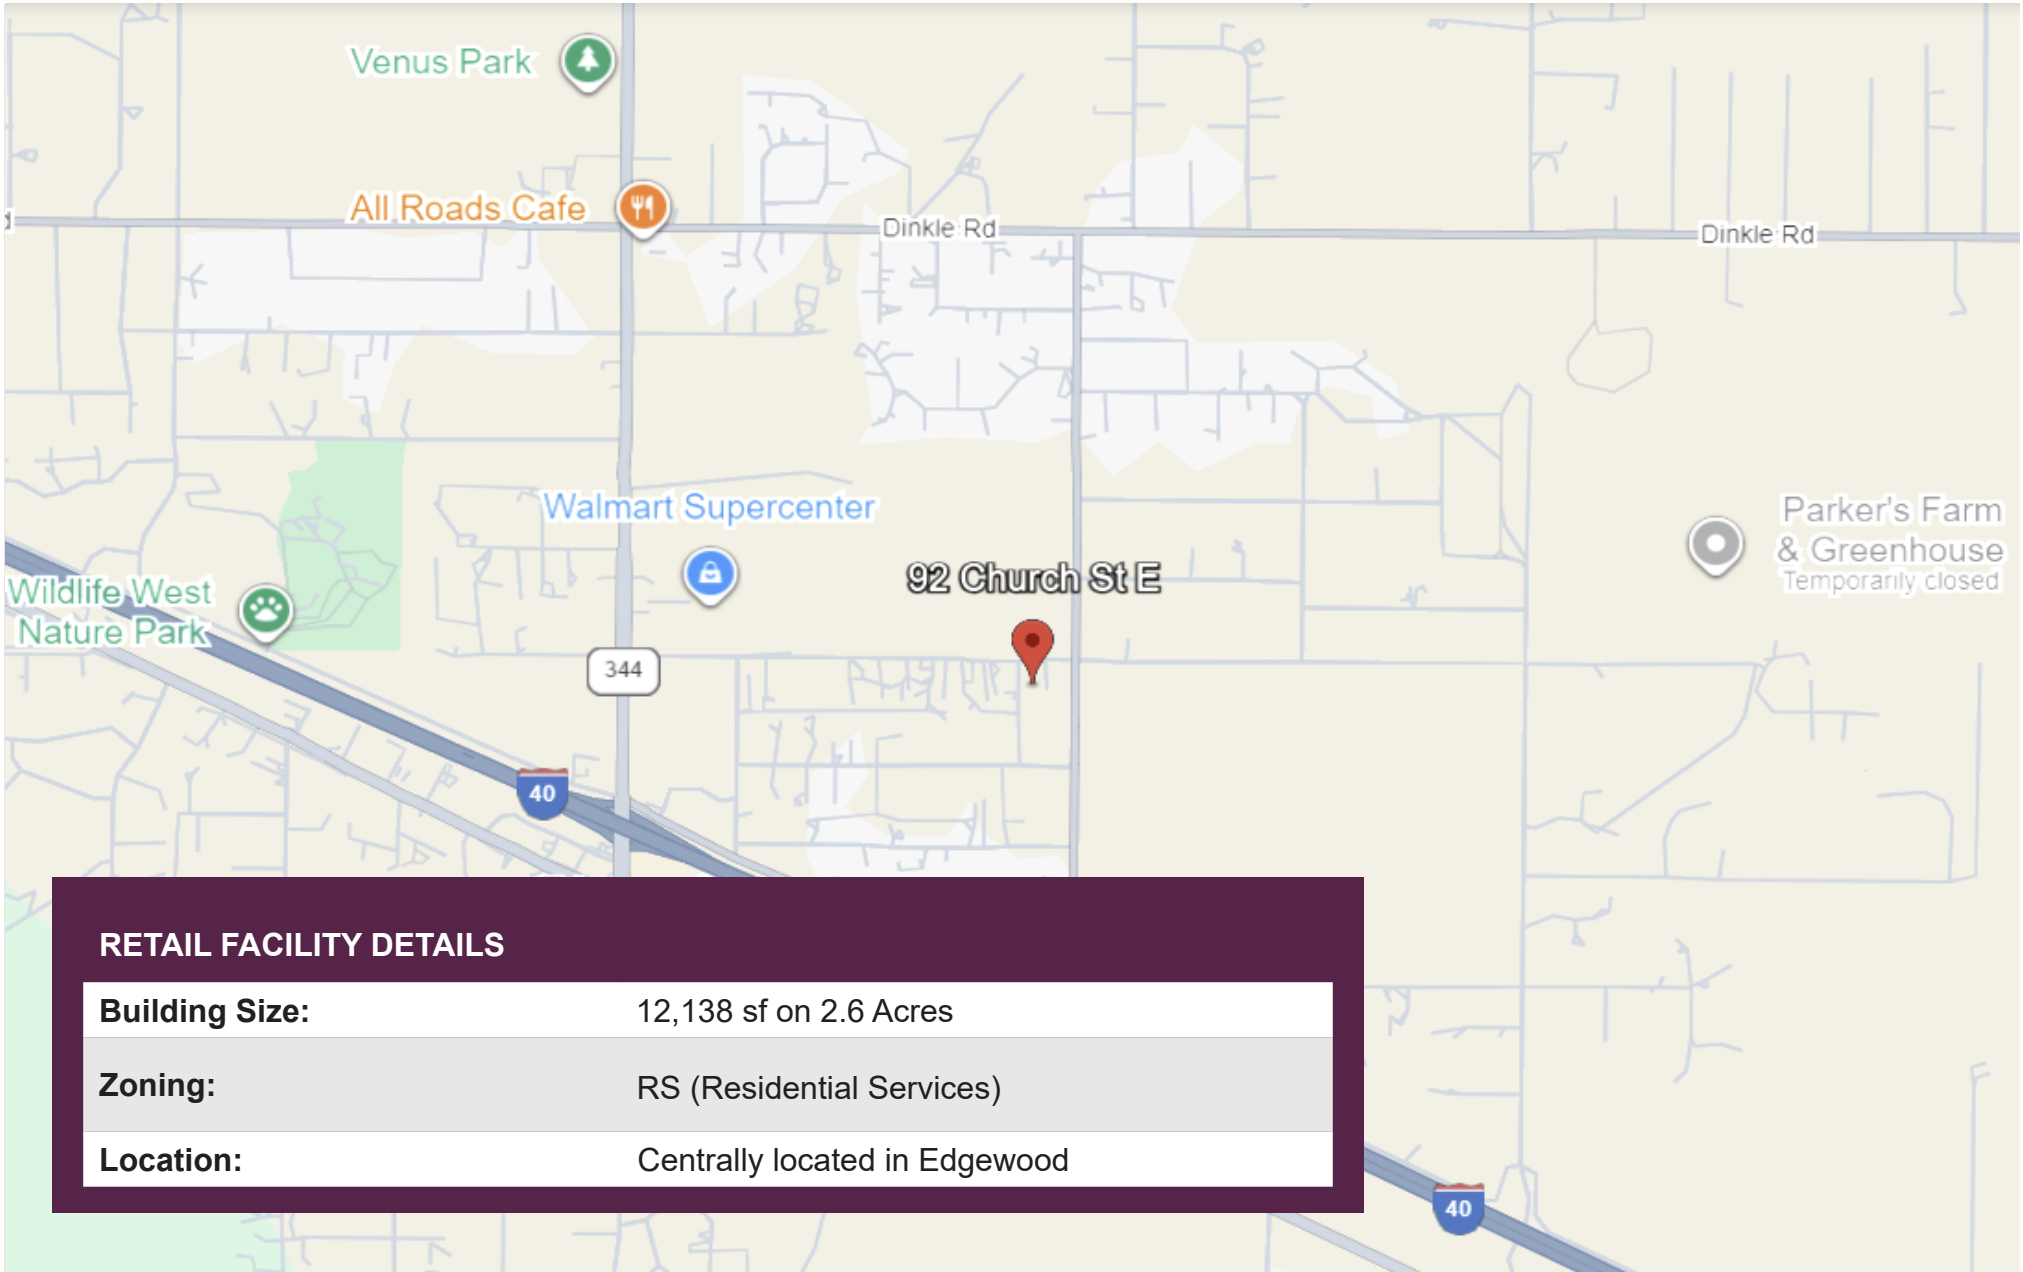 Venus Park
All Roads Cafe
Dinkle Rd
Dinkle Rd
Walmart Supercenter
Parker's Farm
& Greenhouse
Temporarily closed
92 Church St E
Wildlife West
Nature Park
344
40
RETAIL FACILITY DETAILS
Building Size: 12,138 sf on 2.6 Acres
Zoning: RS (Residential Services)
Location: Centrally located in Edgewood
40